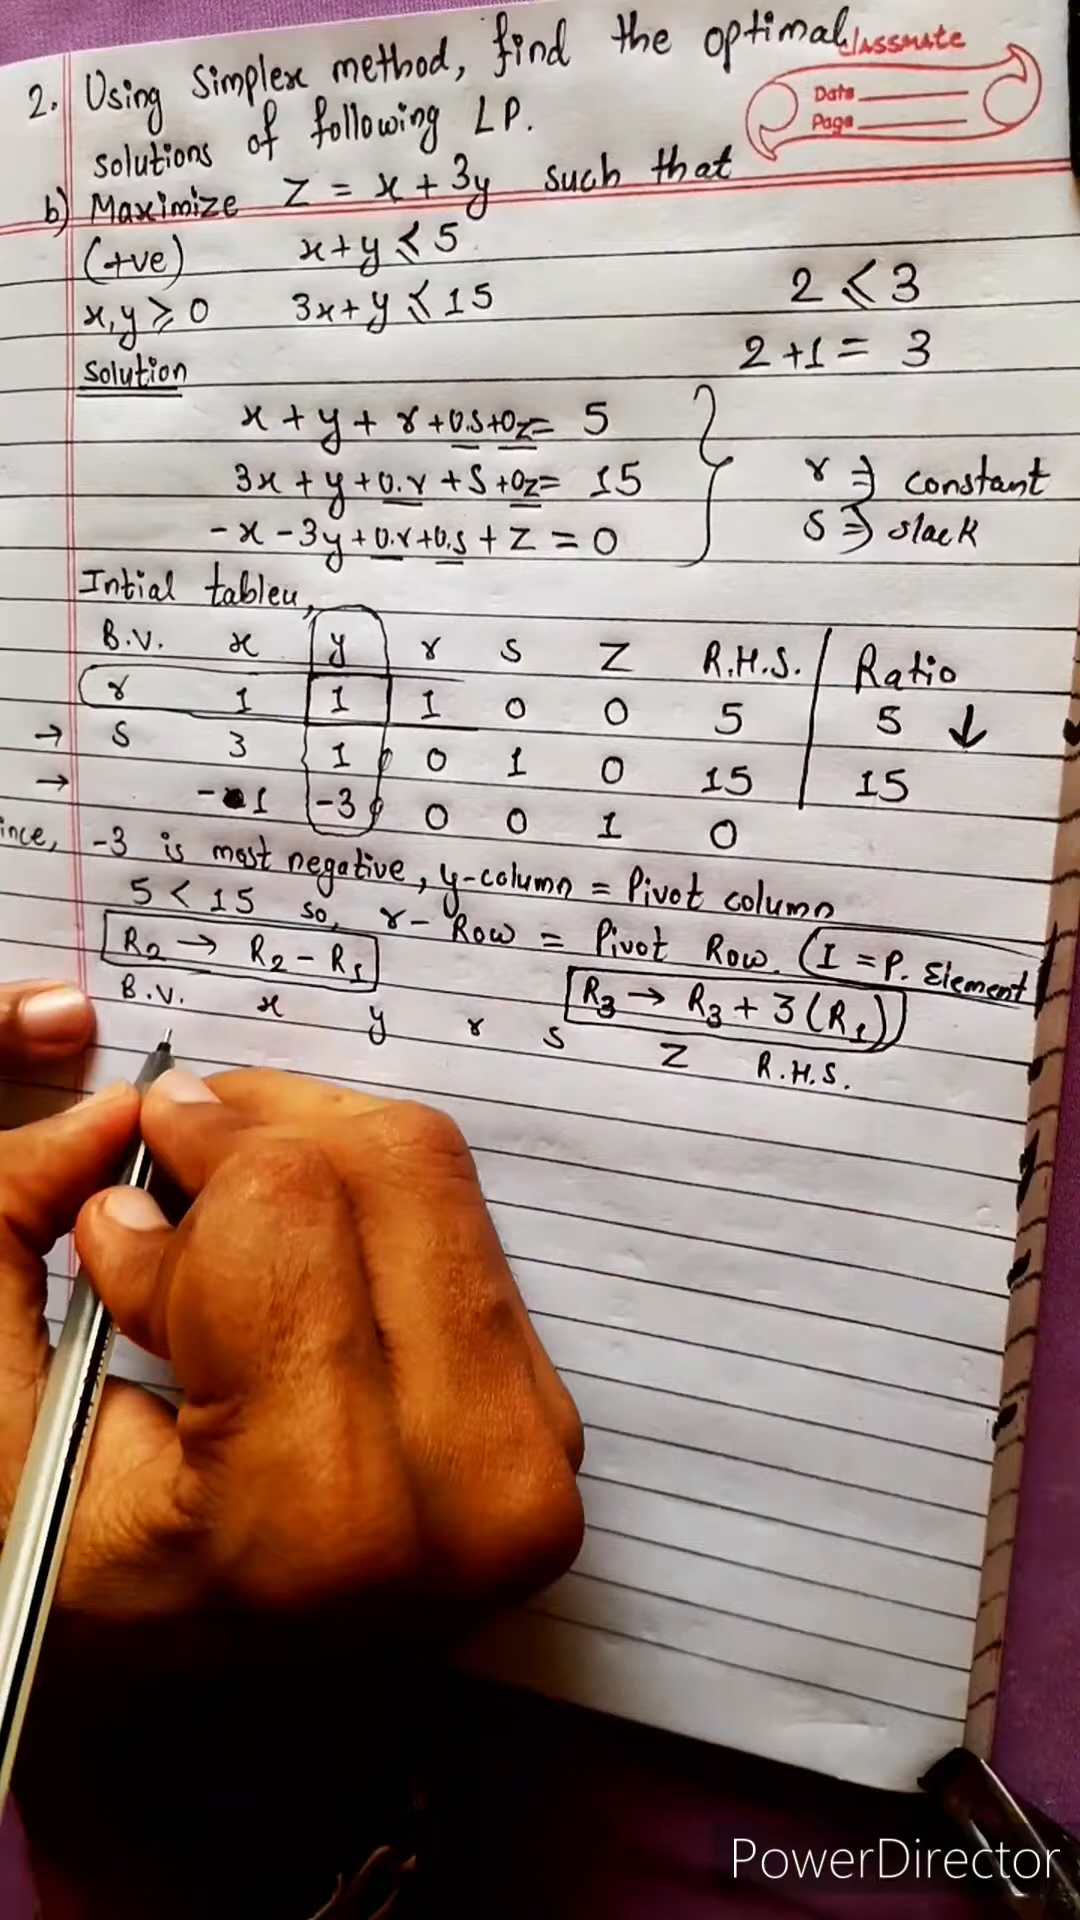 2. Using Simplex method, find the optimal
classmate
Date
Page
solutions of following LP.
b) Maximize Z = x + 3y such that
(+ve) x+y ≤ 5
x,y ≥ 0 3x+y ≤ 15 2 ≤ 3
Solution 2 +1 = 3
x + y + r +0.s+0z= 5
3x + y +0.r + s +0z= 15 r ⇒ constant
-x -3y+0.r+0.s + Z = 0 s ⇒ slack
Intial tableu,
B.V. x y r s Z R.H.S. Ratio
r 1 1 1 0 0 5 5 ↓
→ s 3 1 0 1 0 15 15
→ -1 -3 0 0 1 0
ince, -3 is most negative, y-column = Pivot column
5 < 15 so, r- Row = Pivot Row. (1 = P. Element
R2 → R2 - R1 R3 → R3 + 3(R1)
B.V. x y r s Z R.H.S.
PowerDirector